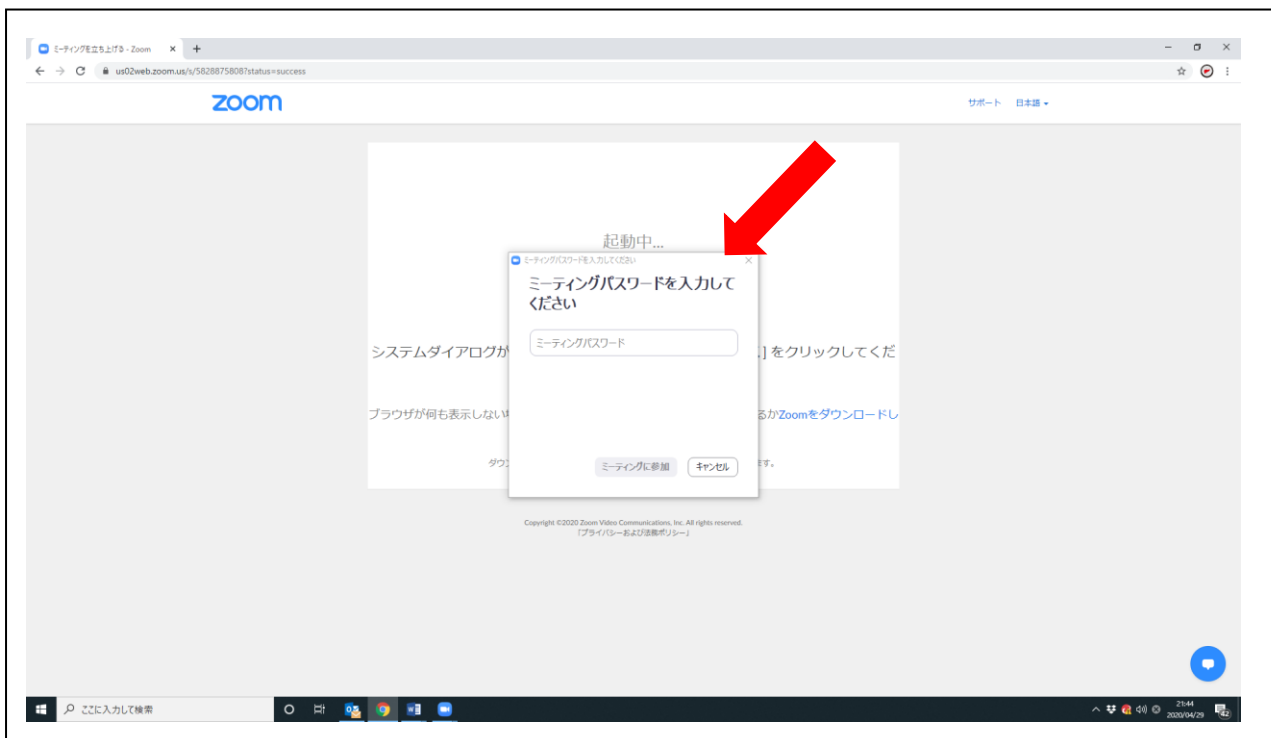 ミーティングを立ち上げる - Zoom
us02web.zoom.us/s/5828875808?status=success
zoom
サポート 日本語
起動中...
ミーティングパスワードを入力してください
ミーティングパスワードを入力して
ください
ミーティングパスワード
システムダイアログが
] をクリックしてくだ
ブラウザが何も表示しない
るかZoomをダウンロードし
ダウン
ます。
ミーティングに参加 キャンセル
Copyright ©2020 Zoom Video Communications, Inc. All rights reserved.
「プライバシーおよび法務ポリシー」
ここに入力して検索
21:44
2020/04/29
42